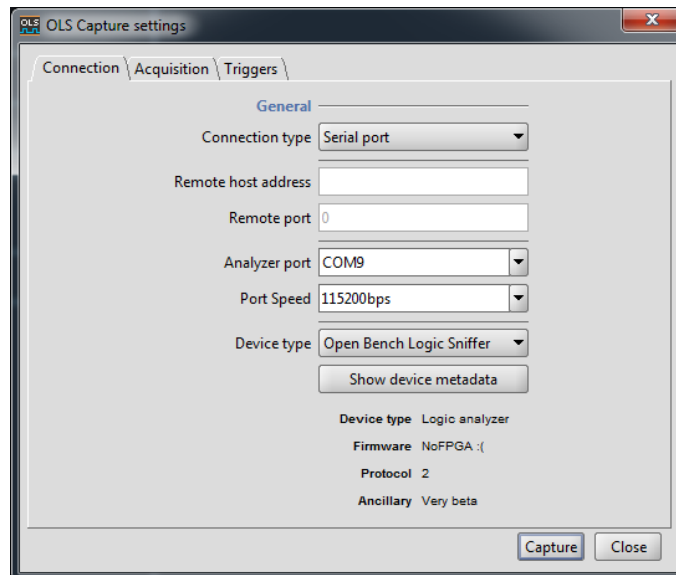 OLS OLS Capture settings
Connection Acquisition Triggers
General
Connection type Serial port
Remote host address
Remote port 0
Analyzer port COM9
Port Speed 115200bps
Device type Open Bench Logic Sniffer
Show device metadata
Device type Logic analyzer
Firmware NoFPGA :(
Protocol 2
Ancillary Very beta
Capture Close